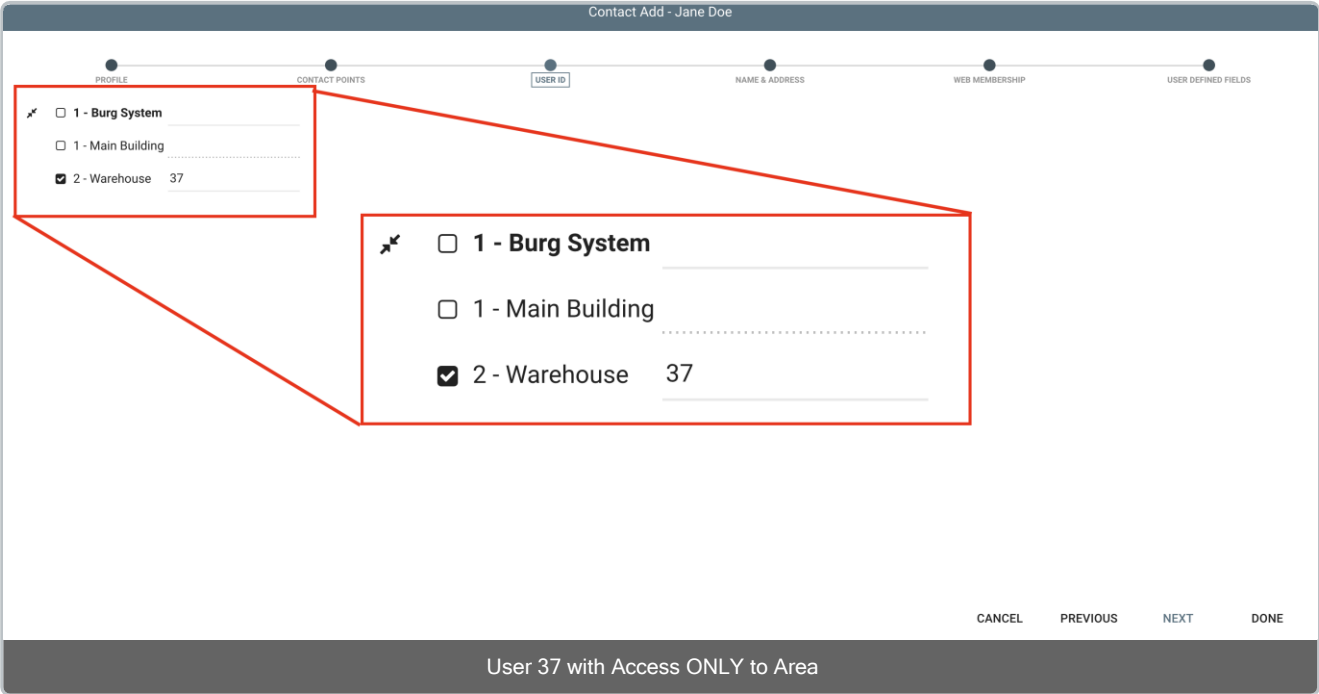 Contact Add - Jane Doe
PROFILE CONTACT POINTS USER ID NAME & ADDRESS WEB MEMBERSHIP USER DEFINED FIELDS
1 - Burg System
1 - Main Building
2 - Warehouse 37
1 - Burg System
1 - Main Building
2 - Warehouse 37
CANCEL PREVIOUS NEXT DONE
User 37 with Access ONLY to Area